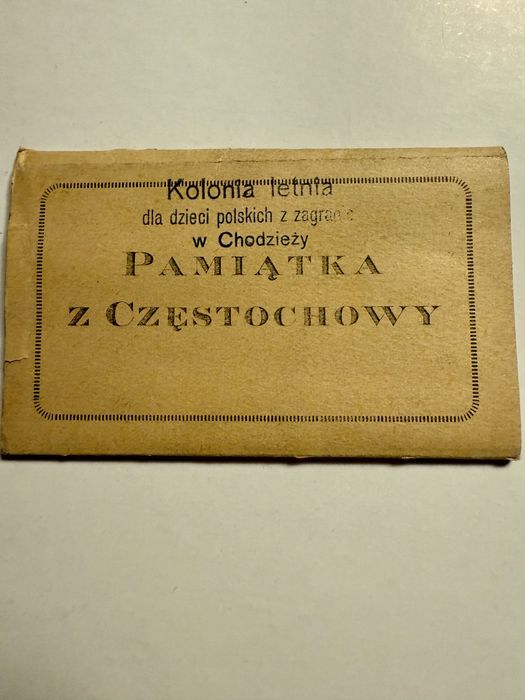 Kolonia letnia
dla dzieci polskich z
w Chodzieży
PAMIĄTKA
Z CZĘSTOCHOWY